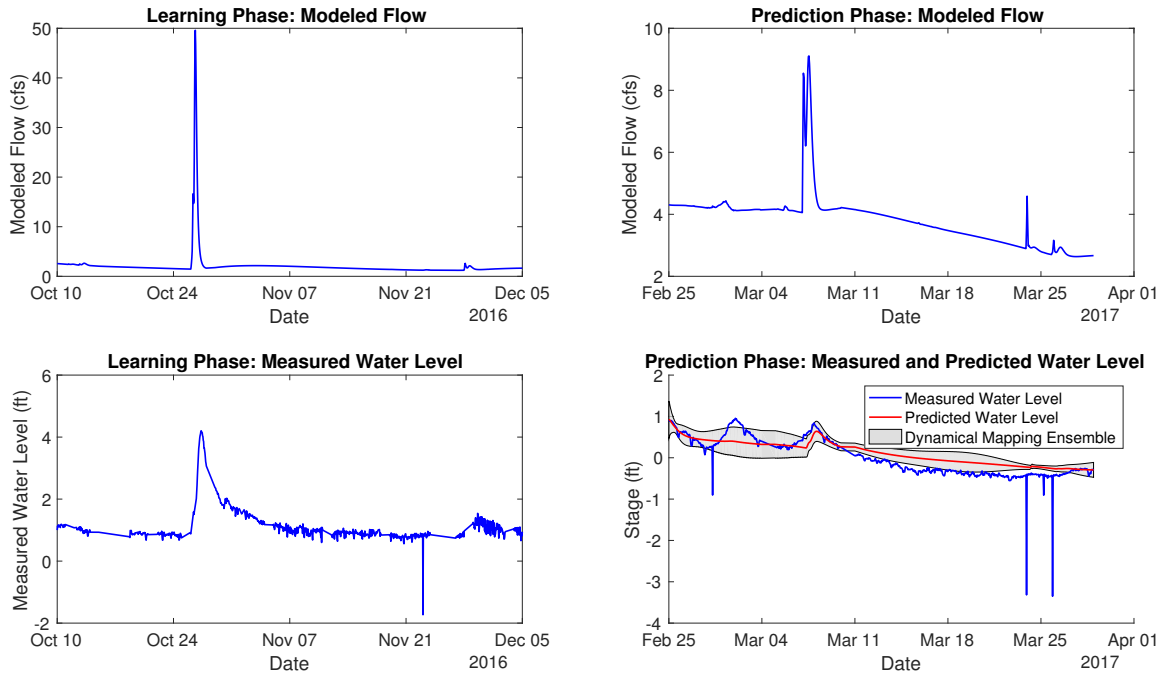 Learning Phase: Modeled Flow
50
40
30
20
10
0
Modeled Flow (cfs)
Oct 10 Oct 24 Nov 07 Nov 21 Dec 05
Date 2016
Prediction Phase: Modeled Flow
10
8
6
4
2
Modeled Flow (cfs)
Feb 25 Mar 04 Mar 11 Mar 18 Mar 25 Apr 01
Date 2017
Learning Phase: Measured Water Level
6
4
2
0
-2
Measured Water Level (ft)
Oct 10 Oct 24 Nov 07 Nov 21 Dec 05
Date 2016
Prediction Phase: Measured and Predicted Water Level
2
1
0
-1
-2
-3
-4
Stage (ft)
Measured Water Level
Predicted Water Level
Dynamical Mapping Ensemble
Feb 25 Mar 04 Mar 11 Mar 18 Mar 25 Apr 01
Date 2017